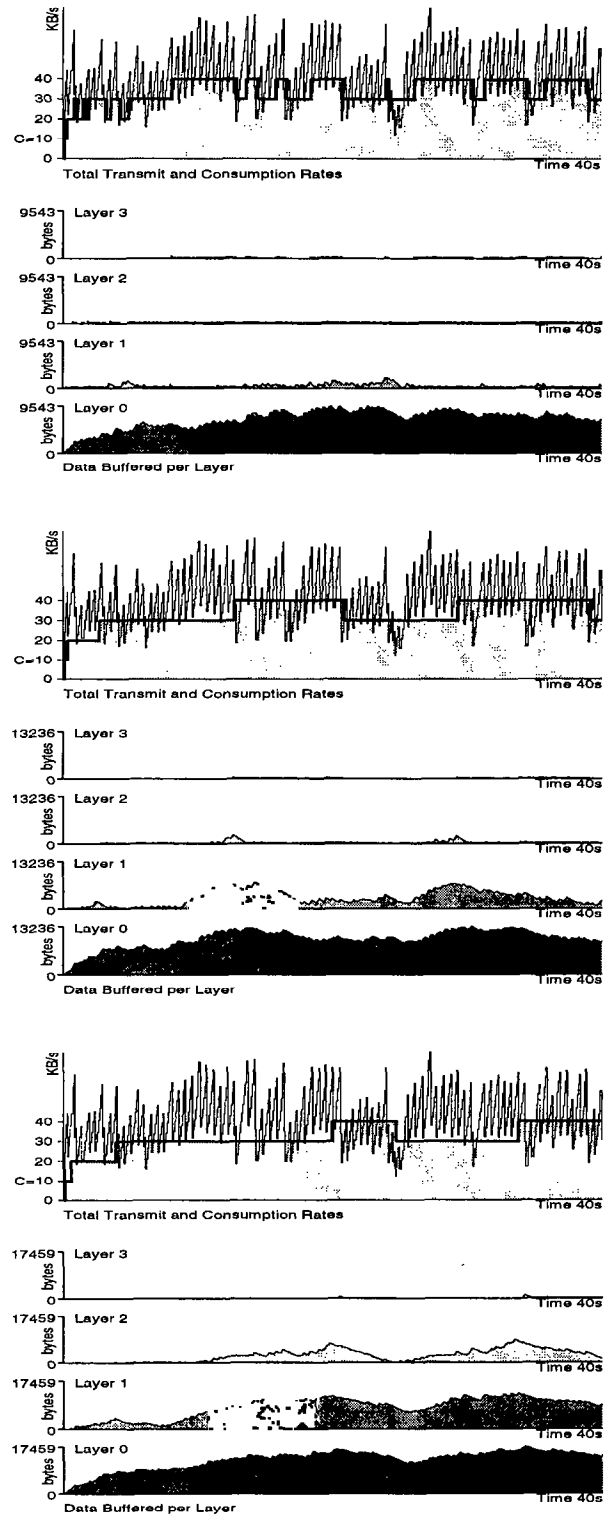 KB/s
40
30
20
C=10
0
Time 40s
Total Transmit and Consumption Rates
9543
Layer 3
bytes
0
Time 40s
9543
Layer 2
bytes
0
Time 40s
9543
Layer 1
bytes
0
Time 40s
9543
Layer 0
bytes
0
Time 40s
Data Buffered per Layer
KB/s
40
30
20
C=10
0
Time 40s
Total Transmit and Consumption Rates
13236
Layer 3
bytes
0
Time 40s
13236
Layer 2
bytes
0
Time 40s
13236
Layer 1
bytes
0
Time 40s
13236
Layer 0
bytes
0
Time 40s
Data Buffered per Layer
KB/s
40
30
20
C=10
0
Time 40s
Total Transmit and Consumption Rates
17459
Layer 3
bytes
0
Time 40s
17459
Layer 2
bytes
0
Time 40s
17459
Layer 1
bytes
0
Time 40s
17459
Layer 0
bytes
0
Time 40s
Data Buffered per Layer